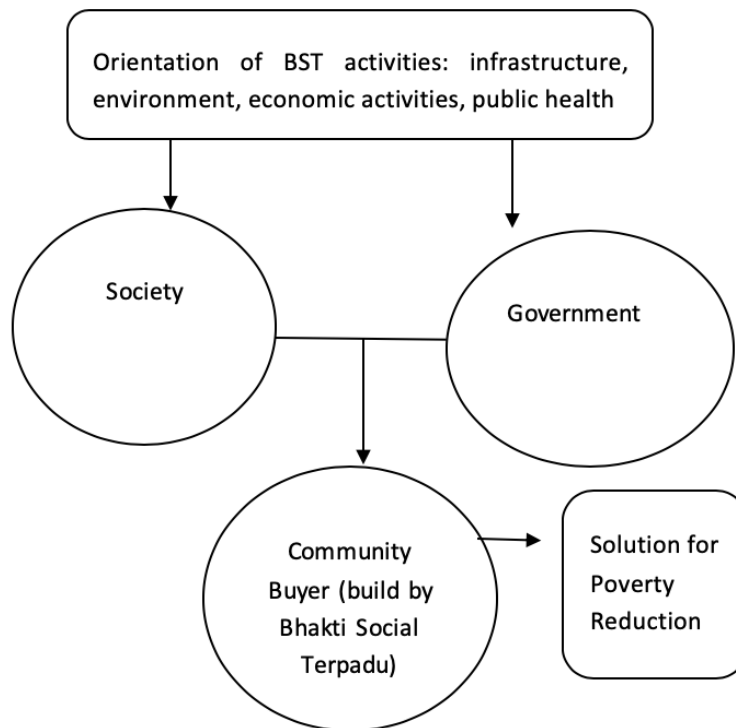 Orientation of BST activities: infrastructure,
environment, economic activities, public health
Society
Government
Community
Buyer (build by
Bhakti Social
Terpadu)
Solution for
Poverty
Reduction